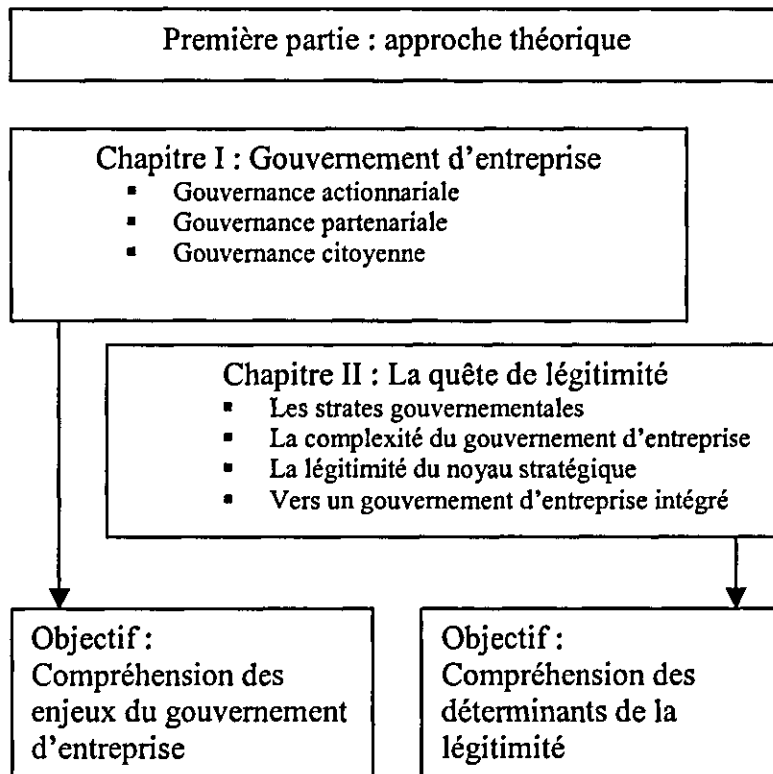 Première partie : approche théorique
Chapitre I : Gouvernement d'entreprise
▪ Gouvernance actionnariale
▪ Gouvernance partenariale
▪ Gouvernance citoyenne
Chapitre II : La quête de légitimité
▪ Les strates gouvernementales
▪ La complexité du gouvernement d'entreprise
▪ La légitimité du noyau stratégique
▪ Vers un gouvernement d'entreprise intégré
Objectif :
Compréhension des
enjeux du gouvernement
d'entreprise
Objectif :
Compréhension des
déterminants de la
légitimité